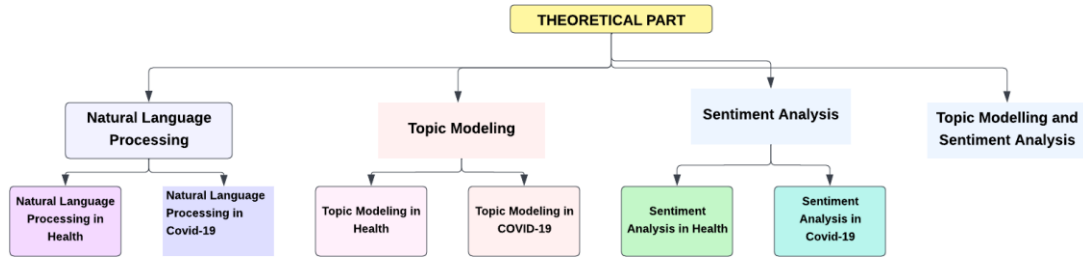 THEORETICAL PART
Natural Language
Processing
Topic Modeling
Sentiment Analysis
Topic Modelling and
Sentiment Analysis
Natural Language
Processing in
Health
Natural Language
Processing in
Covid-19
Topic Modeling in
Health
Topic Modeling in
COVID-19
Sentiment
Analysis in Health
Sentiment
Analysis in
Covid-19